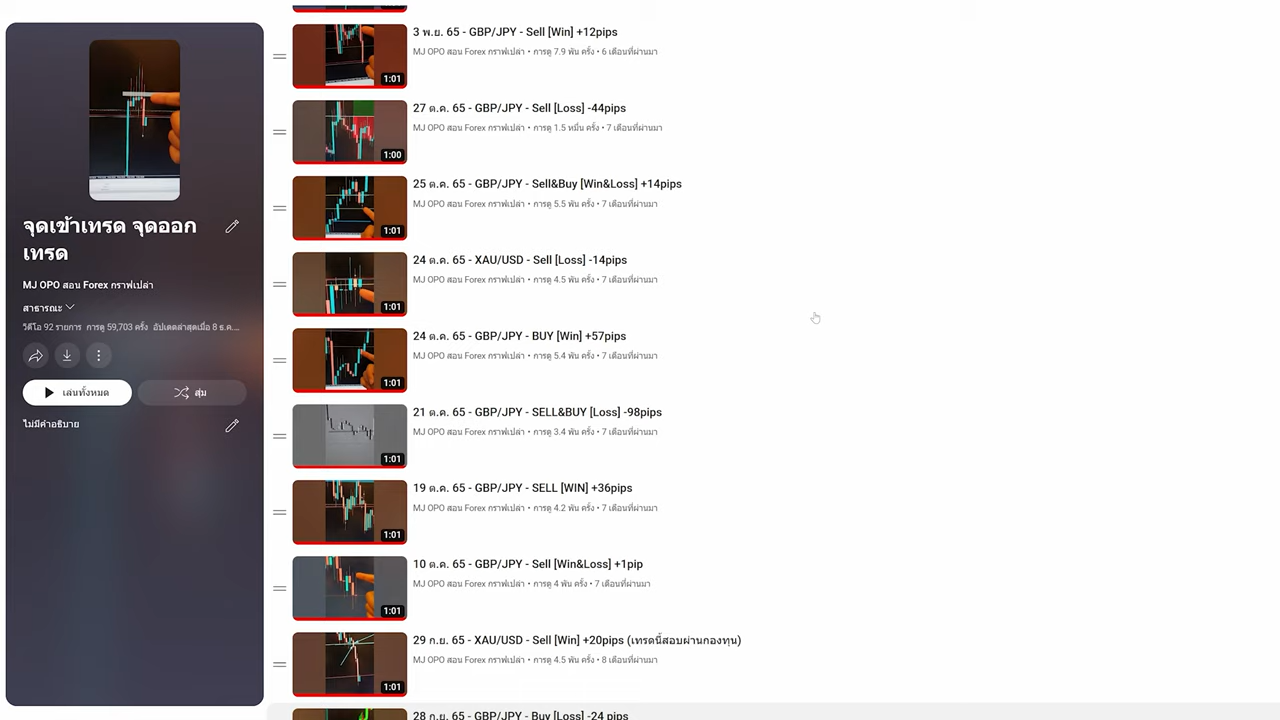 จุดเข้าเทรด จุดออก
เทรด
MJ OPO สอน Forex กราฟเปล่า
สาธารณะ
วิดีโอ 92 รายการ การดู 59,703 ครั้ง อัปเดตล่าสุดเมื่อ 8 ธ.ค....
เล่นทั้งหมด
สุ่ม
ไม่มีคำอธิบาย
3 พ.ย. 65 - GBP/JPY - Sell [Win] +12pips
MJ OPO สอน Forex กราฟเปล่า • การดู 7.9 พัน ครั้ง • 6 เดือนที่ผ่านมา
1:01
27 ต.ค. 65 - GBP/JPY - Sell [Loss] -44pips
MJ OPO สอน Forex กราฟเปล่า • การดู 1.5 หมื่น ครั้ง • 7 เดือนที่ผ่านมา
1:00
25 ต.ค. 65 - GBP/JPY - Sell&Buy [Win&Loss] +14pips
MJ OPO สอน Forex กราฟเปล่า • การดู 5.5 พัน ครั้ง • 7 เดือนที่ผ่านมา
1:01
24 ต.ค. 65 - XAU/USD - Sell [Loss] -14pips
MJ OPO สอน Forex กราฟเปล่า • การดู 4.5 พัน ครั้ง • 7 เดือนที่ผ่านมา
1:01
24 ต.ค. 65 - GBP/JPY - BUY [Win] +57pips
MJ OPO สอน Forex กราฟเปล่า • การดู 5.4 พัน ครั้ง • 7 เดือนที่ผ่านมา
1:01
21 ต.ค. 65 - GBP/JPY - SELL&BUY [Loss] -98pips
MJ OPO สอน Forex กราฟเปล่า • การดู 3.4 พัน ครั้ง • 7 เดือนที่ผ่านมา
1:01
19 ต.ค. 65 - GBP/JPY - SELL [WIN] +36pips
MJ OPO สอน Forex กราฟเปล่า • การดู 4.2 พัน ครั้ง • 7 เดือนที่ผ่านมา
1:01
10 ต.ค. 65 - GBP/JPY - Sell [Win&Loss] +1pip
MJ OPO สอน Forex กราฟเปล่า • การดู 4 พัน ครั้ง • 7 เดือนที่ผ่านมา
1:01
29 ก.ย. 65 - XAU/USD - Sell [Win] +20pips (เทรดนี้สอบผ่านกองทุน)
MJ OPO สอน Forex กราฟเปล่า • การดู 4.5 พัน ครั้ง • 8 เดือนที่ผ่านมา
1:01
28 ก.ย. 65 - GBP/JPY - Buy [Loss] -24 pips